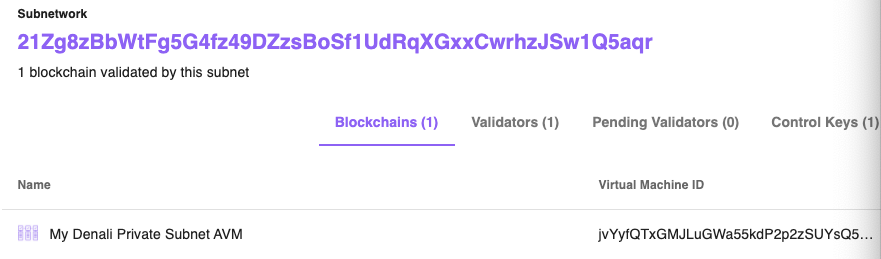 Subnetwork
21Zg8zBbWtFg5G4fz49DZzsBoSf1UdRqXGxxCwrhzJSw1Q5aqr
1 blockchain validated by this subnet
Blockchains (1) Validators (1) Pending Validators (0) Control Keys (1)
Name Virtual Machine ID
My Denali Private Subnet AVM jvYyfQTxGMJLuGWa55kdP2p2zSUYsQ5...